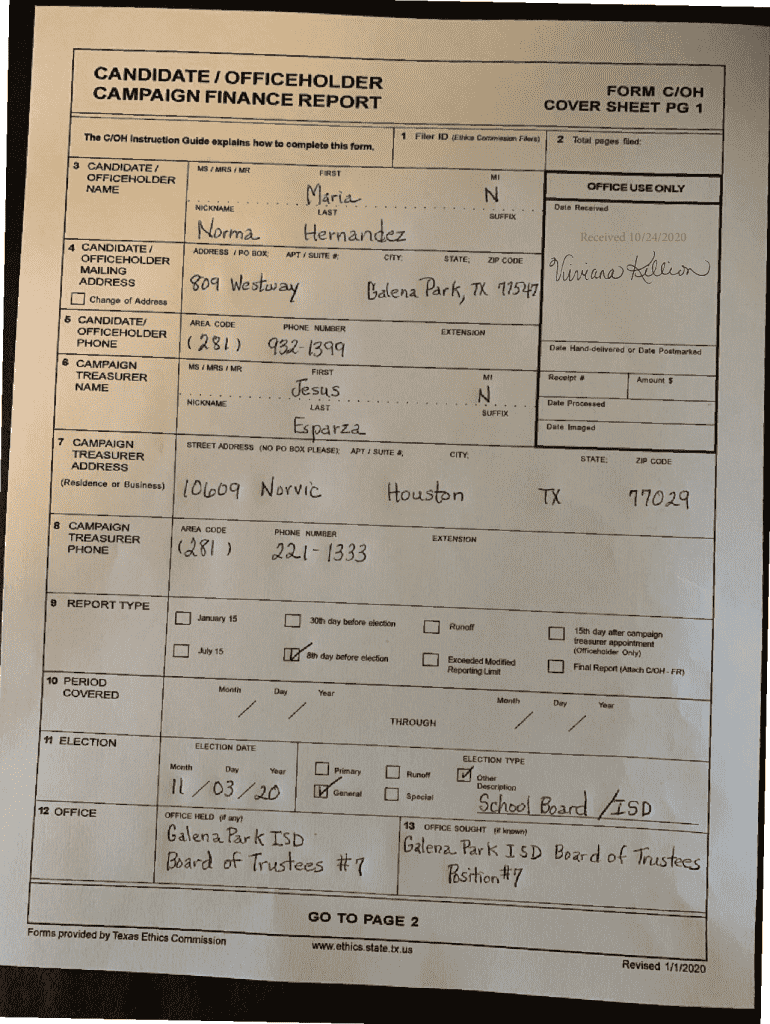 CANDIDATE / OFFICEHOLDER
CAMPAIGN FINANCE REPORT
FORM C/OH
COVER SHEET PG 1
The C/OH Instruction Guide explains how to complete this form.
1 Filer ID (Ethics Commission Filers)
2 Total pages filed:
3 CANDIDATE / OFFICEHOLDER NAME
MS / MRS / MR FIRST MI
Maria N
NICKNAME LAST SUFFIX
Norma Hernandez
OFFICE USE ONLY
Date Received
Received 10/24/2020
Viviana Killion
4 CANDIDATE / OFFICEHOLDER MAILING ADDRESS
Change of Address
ADDRESS / PO BOX; APT / SUITE #; CITY; STATE; ZIP CODE
809 Westway Galena Park, TX 77547
5 CANDIDATE/ OFFICEHOLDER PHONE
AREA CODE PHONE NUMBER EXTENSION
(281) 932-1399
Date Hand-delivered or Date Postmarked
6 CAMPAIGN TREASURER NAME
MS / MRS / MR FIRST MI
Jesus N
NICKNAME LAST SUFFIX
Esparza
Receipt # Amount $
Date Processed
Date Imaged
7 CAMPAIGN TREASURER ADDRESS
(Residence or Business)
STREET ADDRESS (NO PO BOX PLEASE); APT / SUITE #; CITY; STATE; ZIP CODE
10609 Norvic Houston TX 77029
8 CAMPAIGN TREASURER PHONE
AREA CODE PHONE NUMBER EXTENSION
(281) 221-1333
9 REPORT TYPE
January 15 30th day before election Runoff 15th day after campaign treasurer appointment (Officeholder Only)
July 15 8th day before election Exceeded Modified Reporting Limit Final Report (Attach C/OH - FR)
10 PERIOD COVERED
Month Day Year
/ /
THROUGH
Month Day Year
/ /
11 ELECTION
ELECTION DATE
Month Day Year
11 / 03 / 20
ELECTION TYPE
Primary Runoff Other Description
General Special
School Board / ISD
12 OFFICE
OFFICE HELD (if any)
Galena Park ISD
Board of Trustees #7
13 OFFICE SOUGHT (if known)
Galena Park ISD Board of Trustees
Position #7
GO TO PAGE 2
Forms provided by Texas Ethics Commission
www.ethics.state.tx.us
Revised 1/1/2020